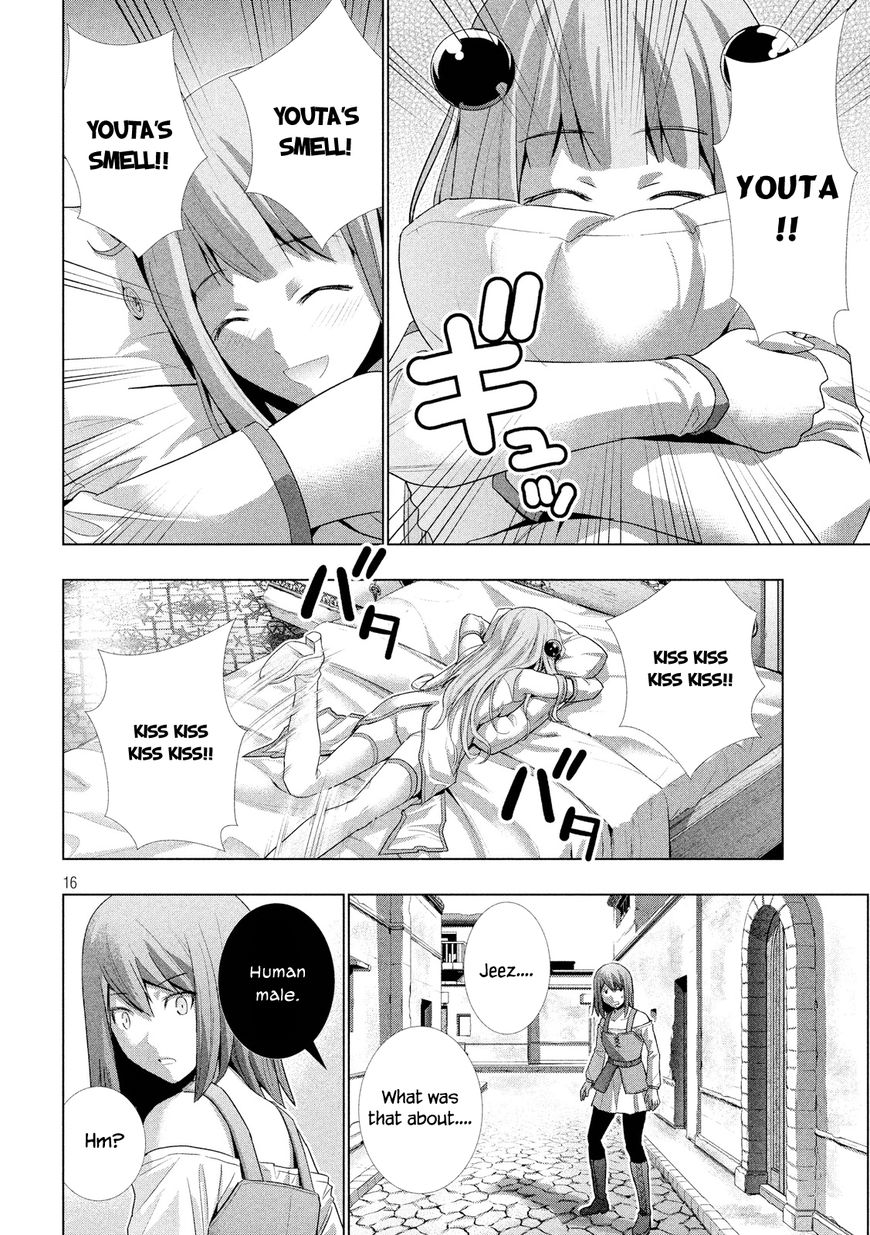 YOUTA
!!
ギュッ
YOUTA'S
SMELL!
YOUTA'S
SMELL!!
KISS KISS
KISS KISS!!
バタ
バタ
KISS KISS
KISS KISS!!
16
Jeez....
What was
that about....
Human
male.
Hm?